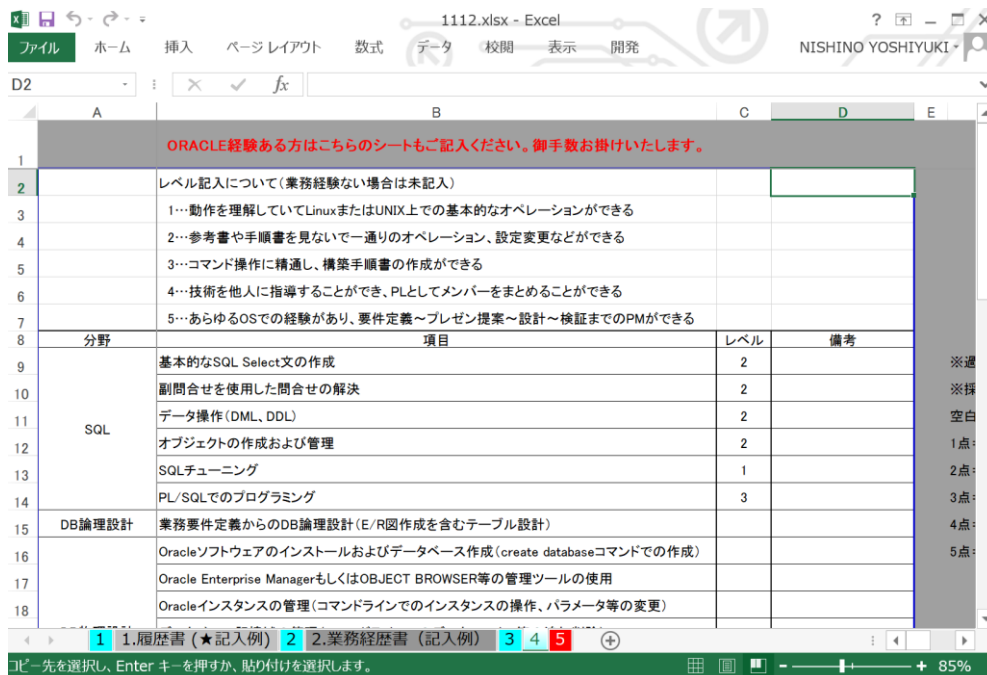 1112.xlsx - Excel
ファイル ホーム 挿入 ページ レイアウト 数式 データ 校閲 表示 開発 NISHINO YOSHIYUKI
D2 fx
A B C D E
1 ORACLE経験ある方はこちらのシートもご記入ください。御手数お掛けいたします。
2 レベル記入について(業務経験ない場合は未記入)
3 1…動作を理解していてLinuxまたはUNIX上での基本的なオペレーションができる
4 2…参考書や手順書を見ないで一通りのオペレーション、設定変更などができる
5 3…コマンド操作に精通し、構築手順書の作成ができる
6 4…技術を他人に指導することができ、PLとしてメンバーをまとめることができる
7 5…あらゆるOSでの経験があり、要件定義～プレゼン提案～設計～検証までのPMができる
8 分野 項目 レベル 備考
9 基本的なSQL Select文の作成 2 ※過
10 副問合せを使用した問合せの解決 2 ※採
11 データ操作(DML、DDL) 2 空白
SQL
12 オブジェクトの作成および管理 2 1点:
13 SQLチューニング 1 2点:
14 PL/SQLでのプログラミング 3 3点:
15 DB論理設計 業務要件定義からのDB論理設計(E/R図作成を含むテーブル設計) 4点:
16 Oracleソフトウェアのインストールおよびデータベース作成(create databaseコマンドでの作成) 5点:
17 Oracle Enterprise ManagerもしくはOBJECT BROWSER等の管理ツールの使用
18 Oracleインスタンスの管理(コマンドラインでのインスタンスの操作、パラメータ等の変更)
1 1.履歴書 (★記入例) 2 2.業務経歴書 (記入例) 3 4 5
コピー先を選択し、Enter キーを押すか、貼り付けを選択します。 85%